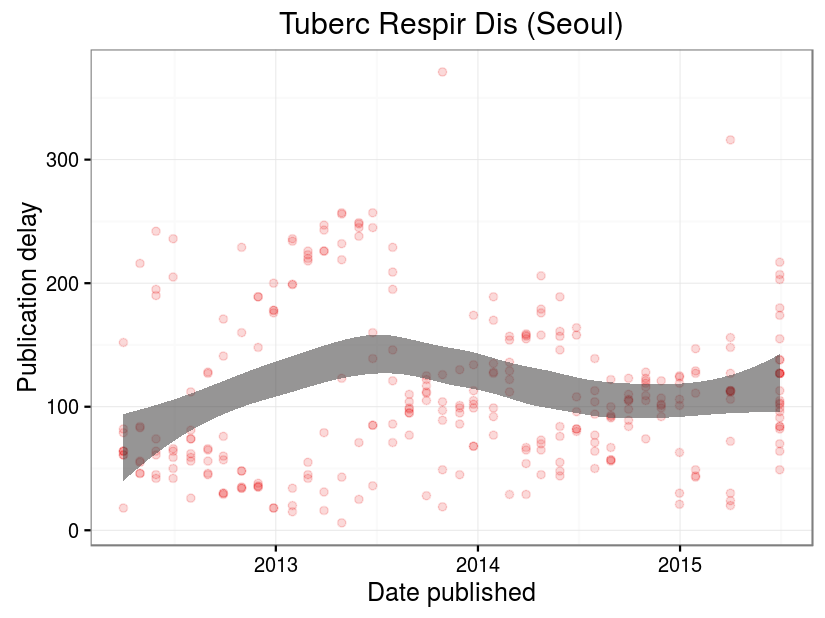 Tuberc Respir Dis (Seoul)
Publication delay
300
200
100
0
2013 2014 2015
Date published